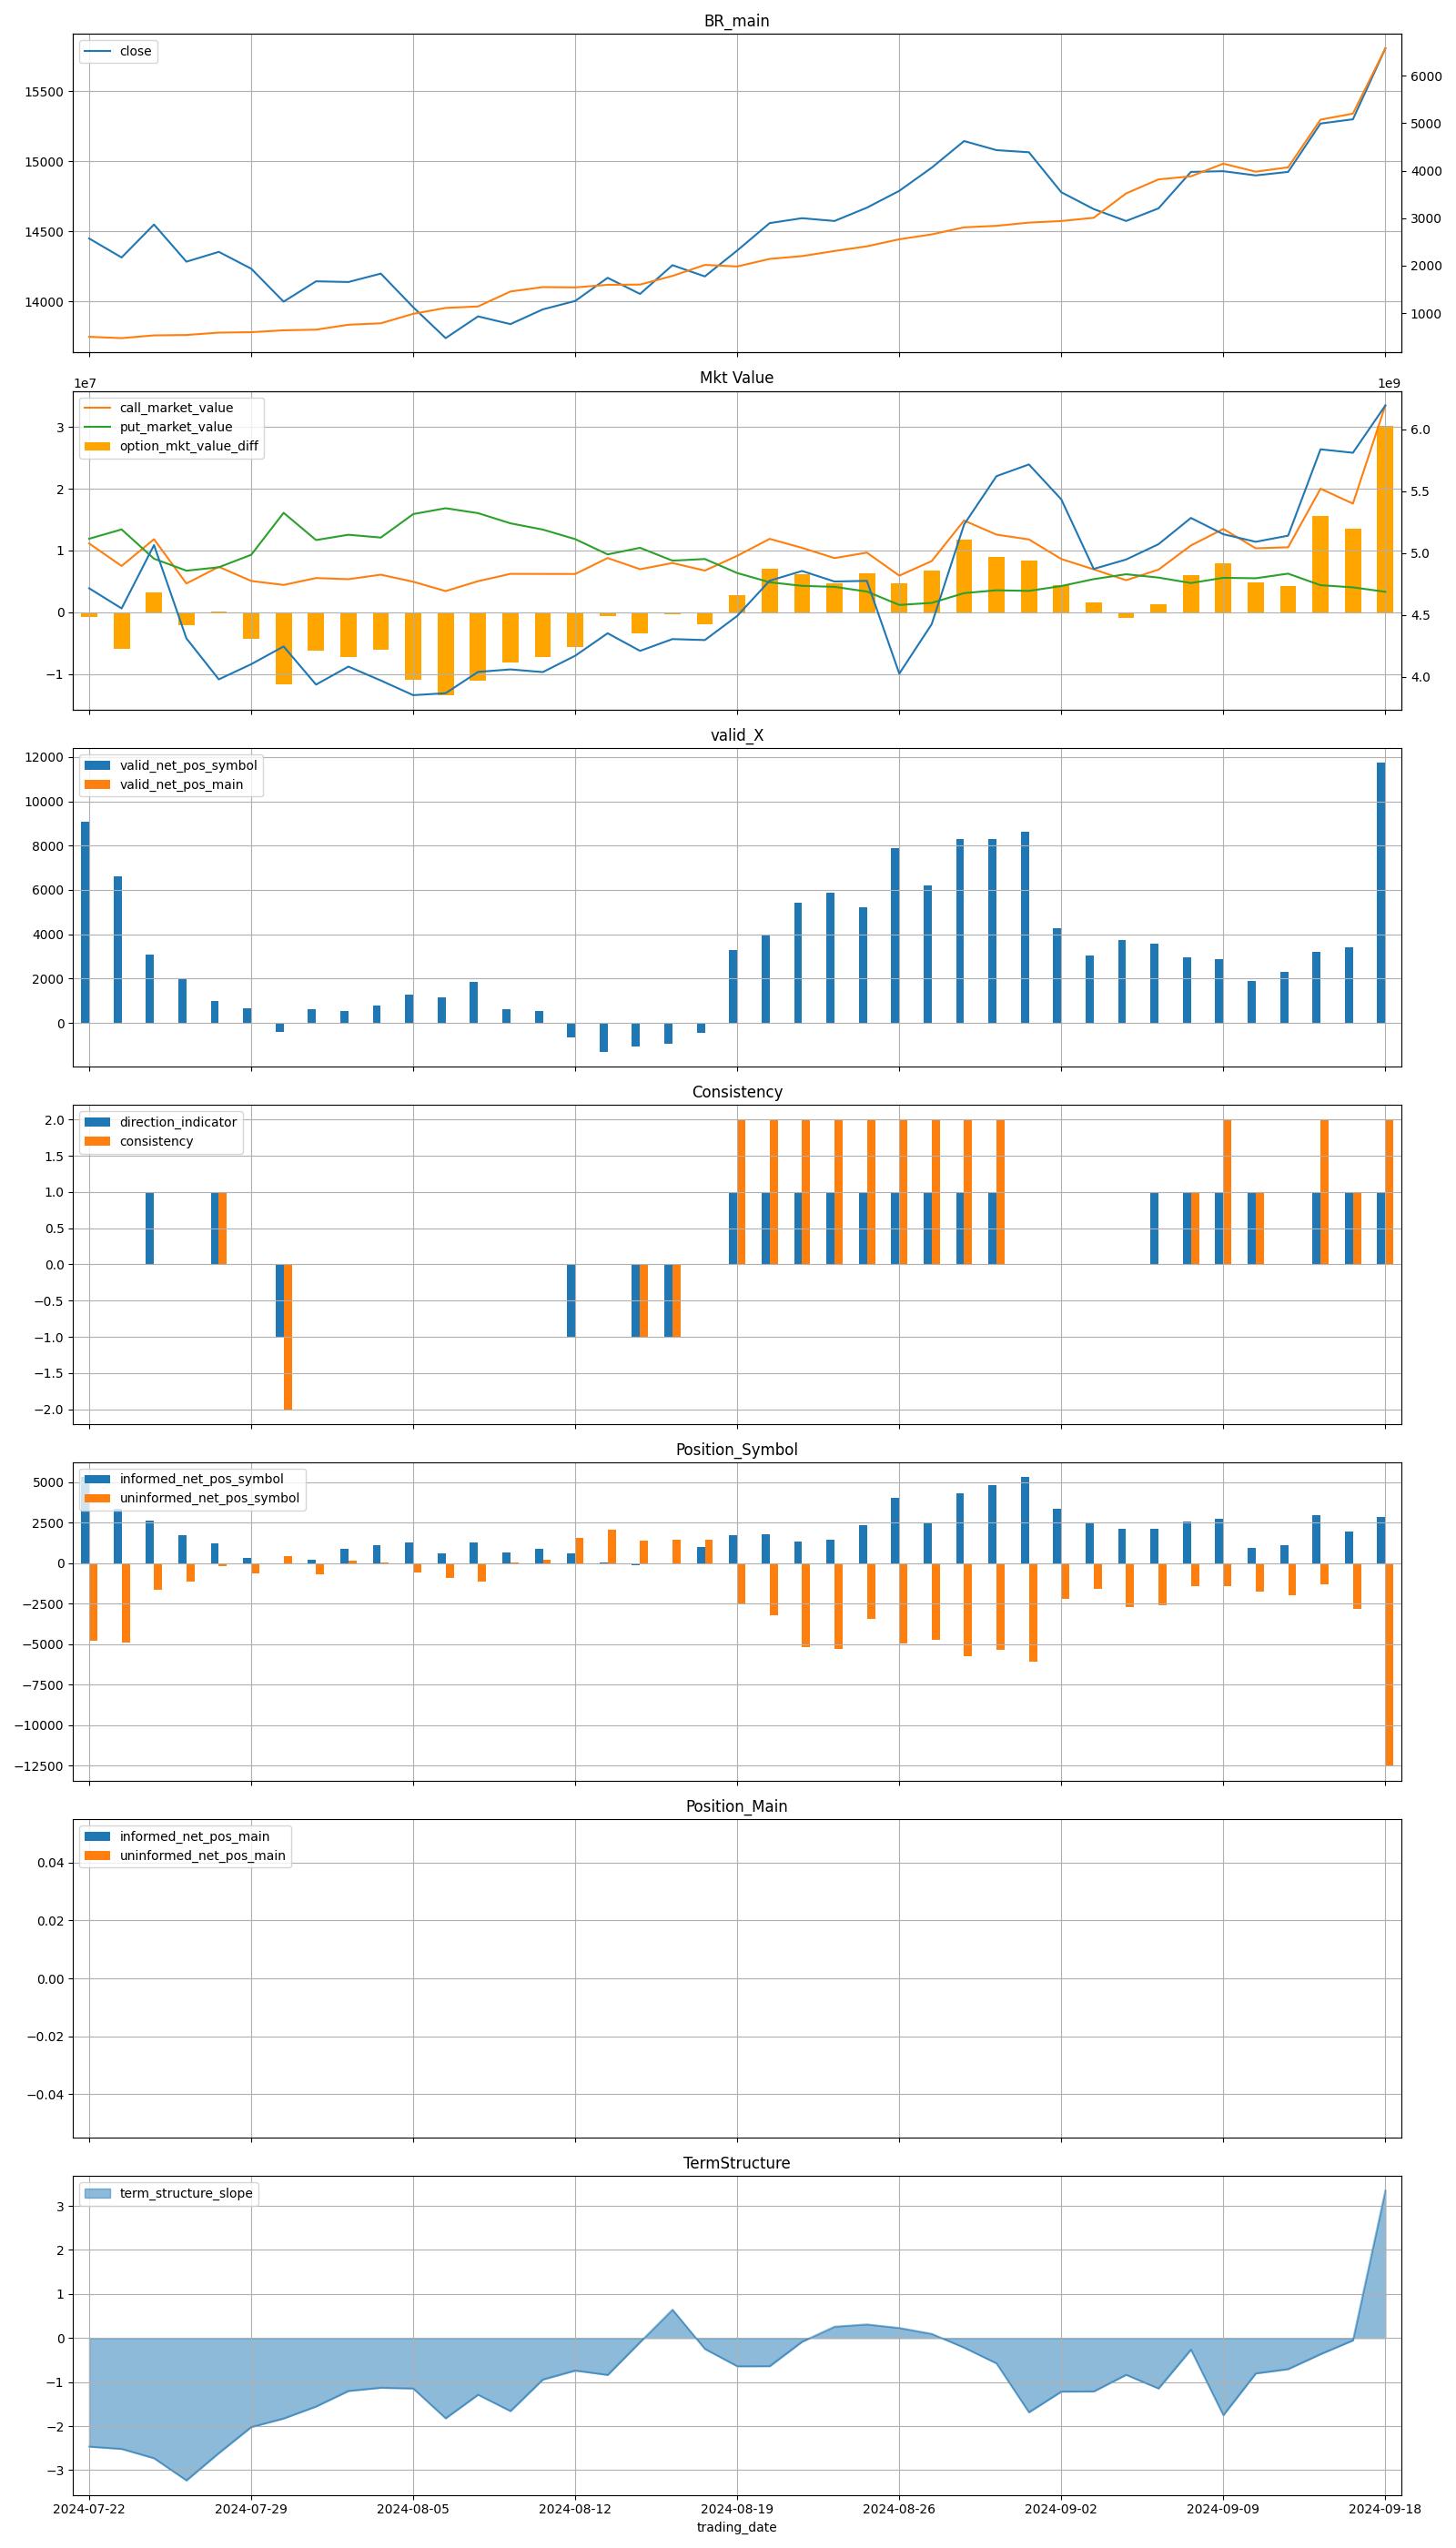 BR_main
close
15500
15000
14500
14000
6000
5000
4000
3000
2000
1000
Mkt Value
1e7
1e9
call_market_value
put_market_value
option_mkt_value_diff
3
2
1
0
−1
6.0
5.5
5.0
4.5
4.0
valid_X
valid_net_pos_symbol
valid_net_pos_main
12000
10000
8000
6000
4000
2000
0
Consistency
direction_indicator
consistency
2.0
1.5
1.0
0.5
0.0
−0.5
−1.0
−1.5
−2.0
Position_Symbol
informed_net_pos_symbol
uninformed_net_pos_symbol
5000
2500
0
−2500
−5000
−7500
−10000
−12500
Position_Main
informed_net_pos_main
uninformed_net_pos_main
0.04
0.02
0.00
−0.02
−0.04
TermStructure
term_structure_slope
3
2
1
0
−1
−2
−3
2024-07-22 2024-07-29 2024-08-05 2024-08-12 2024-08-19 2024-08-26 2024-09-02 2024-09-09 2024-09-18
trading_date